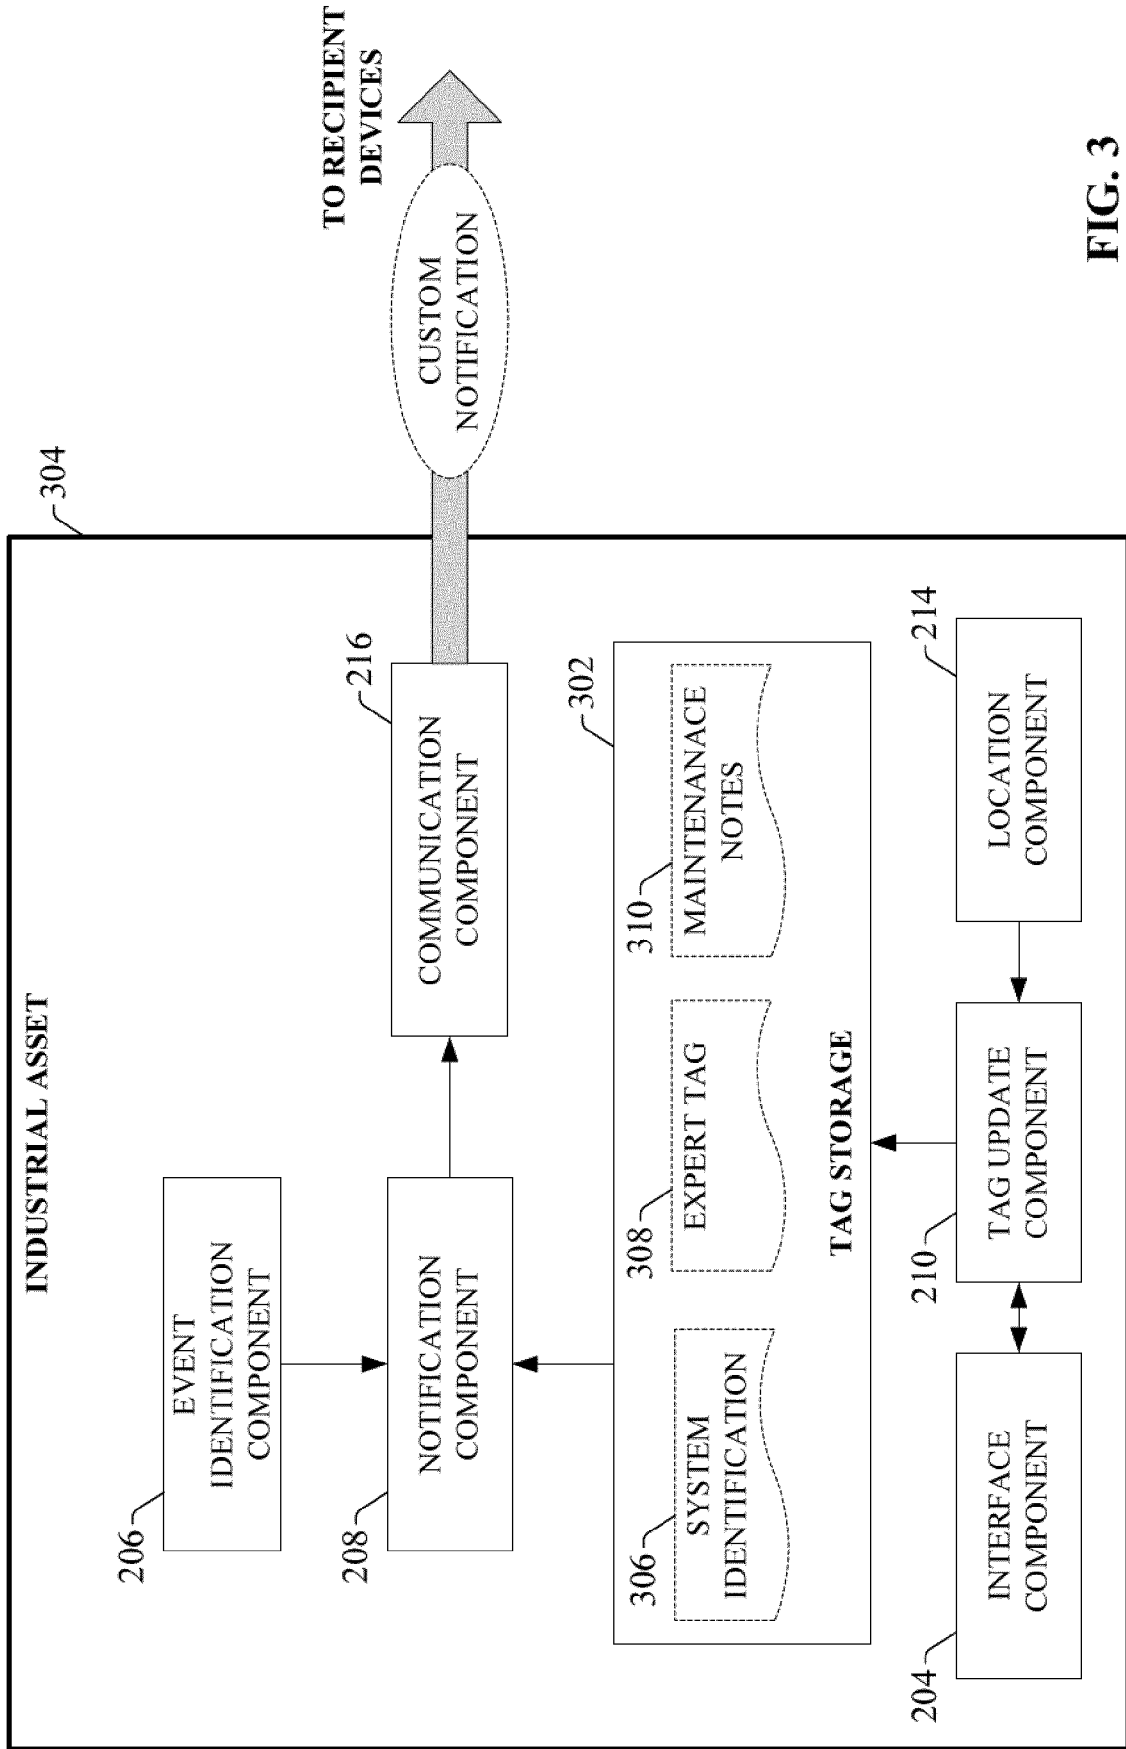 INDUSTRIAL ASSET
304
206
EVENT
IDENTIFICATION
COMPONENT
TO RECIPIENT
DEVICES
208
NOTIFICATION
COMPONENT
216
COMMUNICATION
COMPONENT
CUSTOM
NOTIFICATION
302
306
SYSTEM
IDENTIFICATION
308
EXPERT TAG
310
MAINTENANACE
NOTES
TAG STORAGE
204
INTERFACE
COMPONENT
210
TAG UPDATE
COMPONENT
214
LOCATION
COMPONENT
FIG. 3